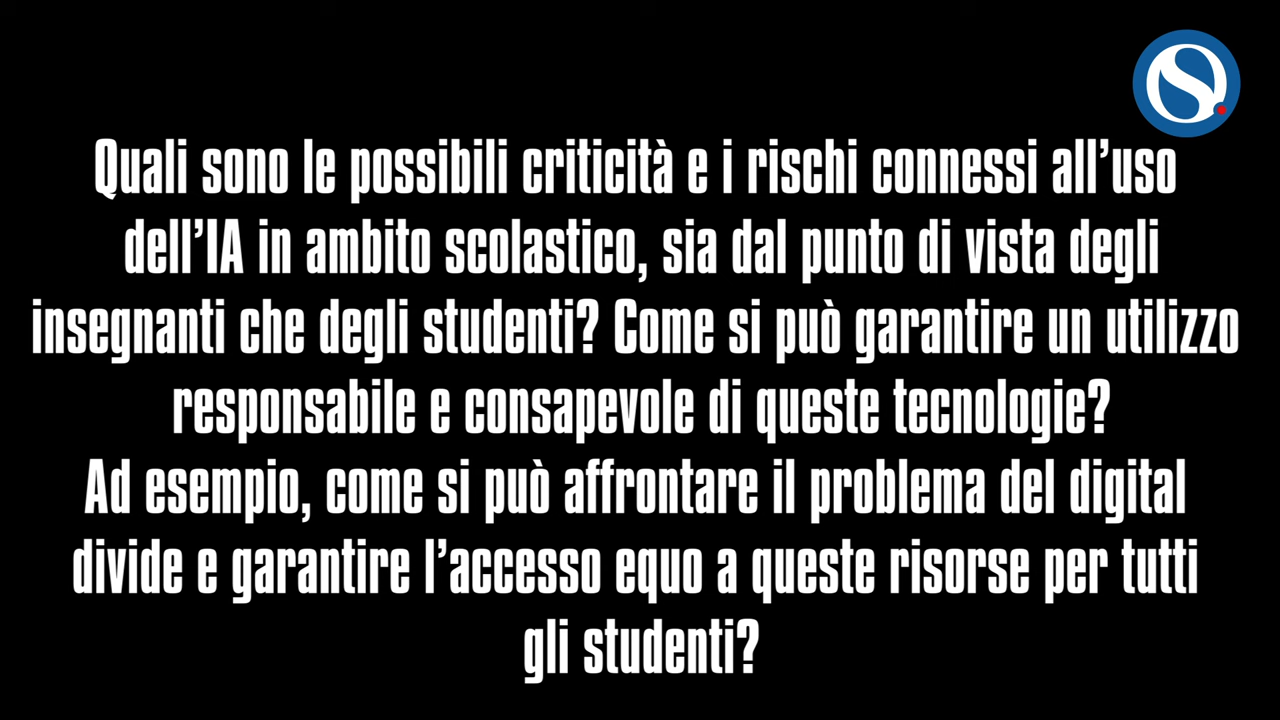 Quali sono le possibili criticità e i rischi connessi all’uso
dell’IA in ambito scolastico, sia dal punto di vista degli
insegnanti che degli studenti? Come si può garantire un utilizzo
responsabile e consapevole di queste tecnologie?
Ad esempio, come si può affrontare il problema del digital
divide e garantire l’accesso equo a queste risorse per tutti
gli studenti?